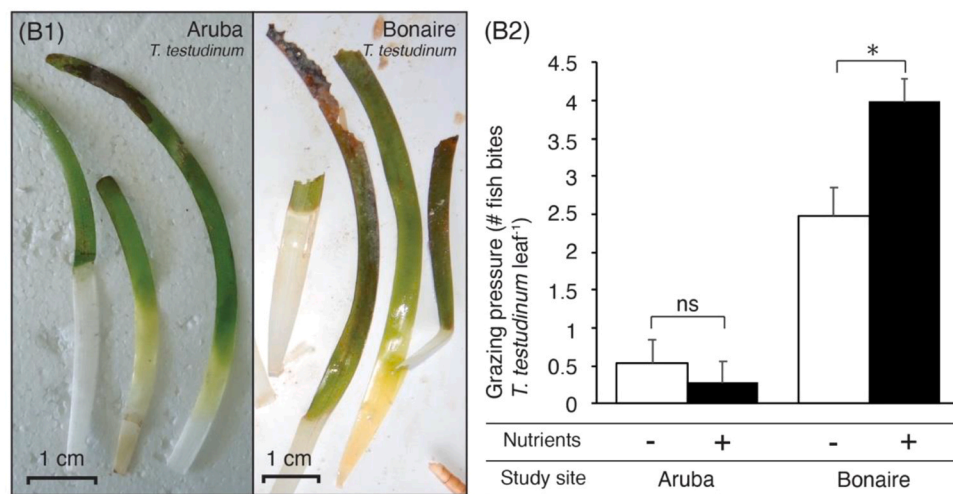 (B1)
Aruba
T. testudinum
Bonaire
T. testudinum
1 cm
1 cm
(B2)
Grazing pressure (# fish bites
T. testudinum leaf⁻¹)
4.5
4
3.5
3
2.5
2
1.5
1
0.5
0
ns
*
Nutrients - + - +
Study site Aruba Bonaire